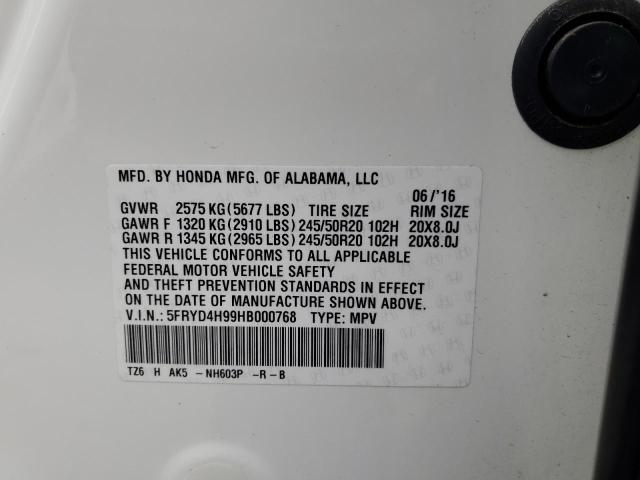 MFD. BY HONDA MFG. OF ALABAMA, LLC
06/'16
GVWR 2575 KG (5677 LBS) TIRE SIZE RIM SIZE
GAWR F 1320 KG (2910 LBS) 245/50R20 102H 20X8.0J
GAWR R 1345 KG (2965 LBS) 245/50R20 102H 20X8.0J
THIS VEHICLE CONFORMS TO ALL APPLICABLE
FEDERAL MOTOR VEHICLE SAFETY
AND THEFT PREVENTION STANDARDS IN EFFECT
ON THE DATE OF MANUFACTURE SHOWN ABOVE.
V.I.N.: 5FRYD4H99HB000768 TYPE: MPV
TZ6 H AK5 -NH603P -R-B